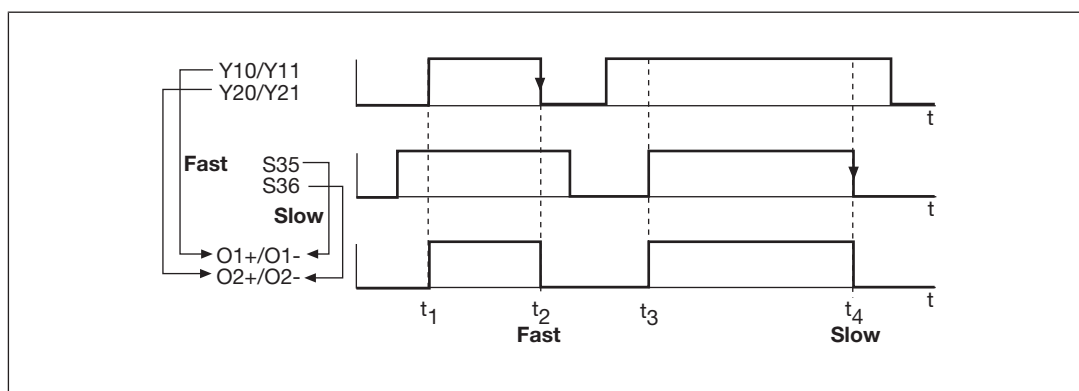 Y10/Y11
Y20/Y21
t
Fast
S35
S36
Slow
t
O1+/O1-
O2+/O2-
t
t1 t2 t3 t4
Fast Slow